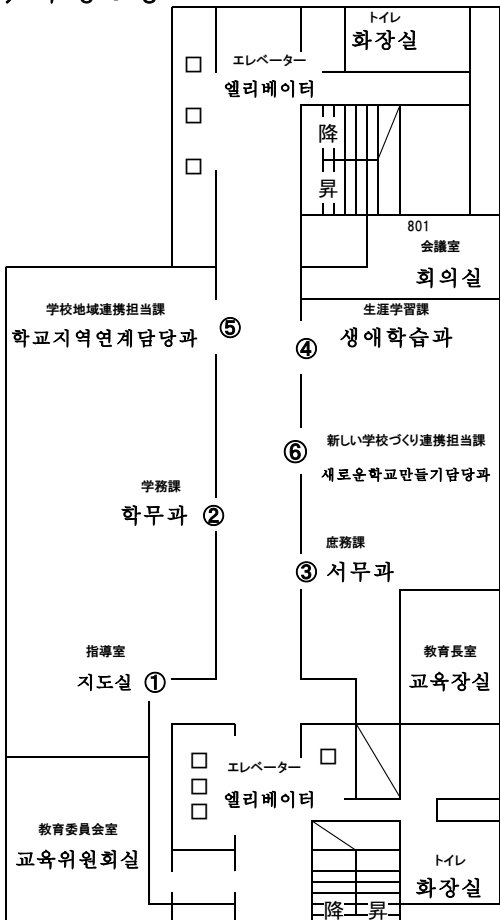 トイレ
화장실
エレベーター
엘리베이터
降
昇
801
会議室
회의실
学校地域連携担当課
학교지역연계담당과
⑤
生涯学習課
④
생애학습과
⑥
新しい学校づくり連携担当課
새로운학교만들기담당과
学務課
학무과 ②
庶務課
③ 서무과
指導室
지도실 ①
教育長室
교육장실
エレベーター
엘리베이터
教育委員会室
교육위원회실
トイレ
화장실
降 昇